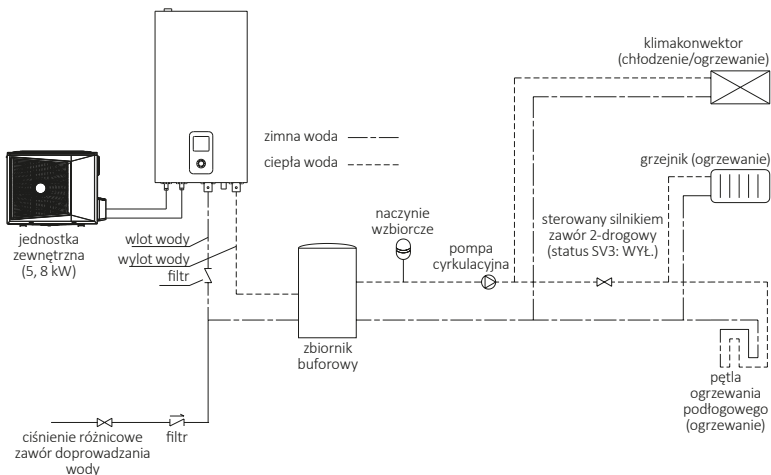 klimakonwektor
(chłodzenie/ogrzewanie)
zimna woda
ciepła woda
grzejnik (ogrzewanie)
jednostka
zewnętrzna
(5, 8 kW)
wlot wody
wylot wody
filtr
naczynie
wzbiorcze
pompa
cyrkulacyjna
sterowany silnikiem
zawór 2-drogowy
(status SV3: WYŁ.)
zbiornik
buforowy
pętla
ogrzewania
podłogowego
(ogrzewanie)
ciśnienie różnicowe
zawór doprowadzania
wody
filtr